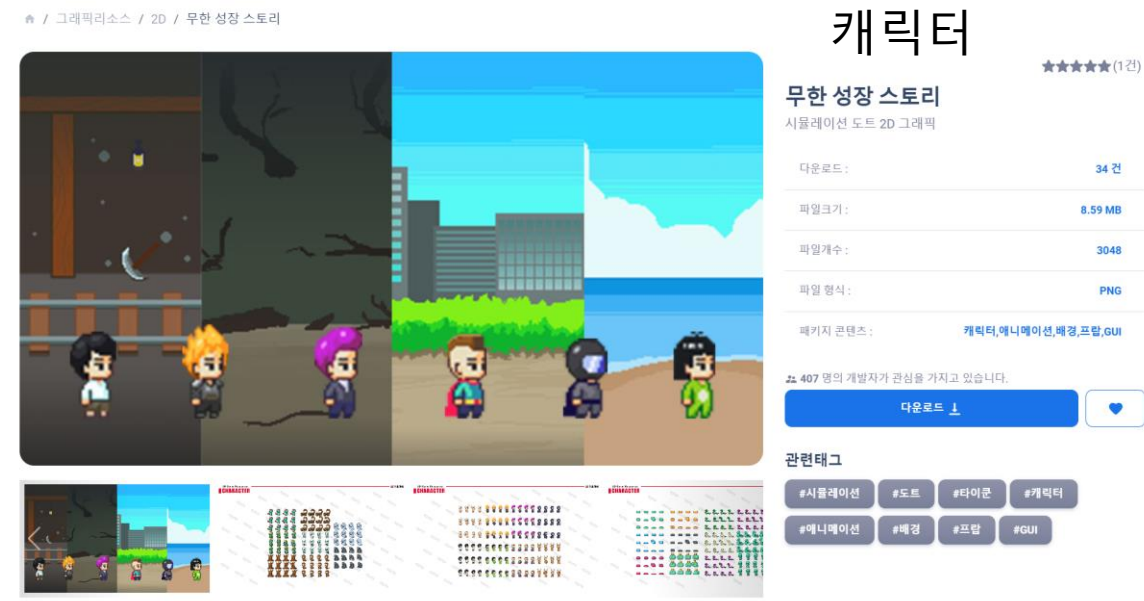 / 그래픽리소스 / 2D / 무한 성장 스토리
캐릭터
★★★★★(1건)
무한 성장 스토리
시뮬레이션 도트 2D 그래픽
다운로드 : 34 건
파일크기 : 8.59 MB
파일개수 : 3048
파일 형식 : PNG
패키지 콘텐츠 : 캐릭터,애니메이션,배경,프랍,GUI
407 명의 개발자가 관심을 가지고 있습니다.
다운로드
관련태그
#시뮬레이션 #도트 #타이쿤 #캐릭터
#애니메이션 #배경 #프랍 #GUI
CHARACTER
CHARACTER
CHARACTER